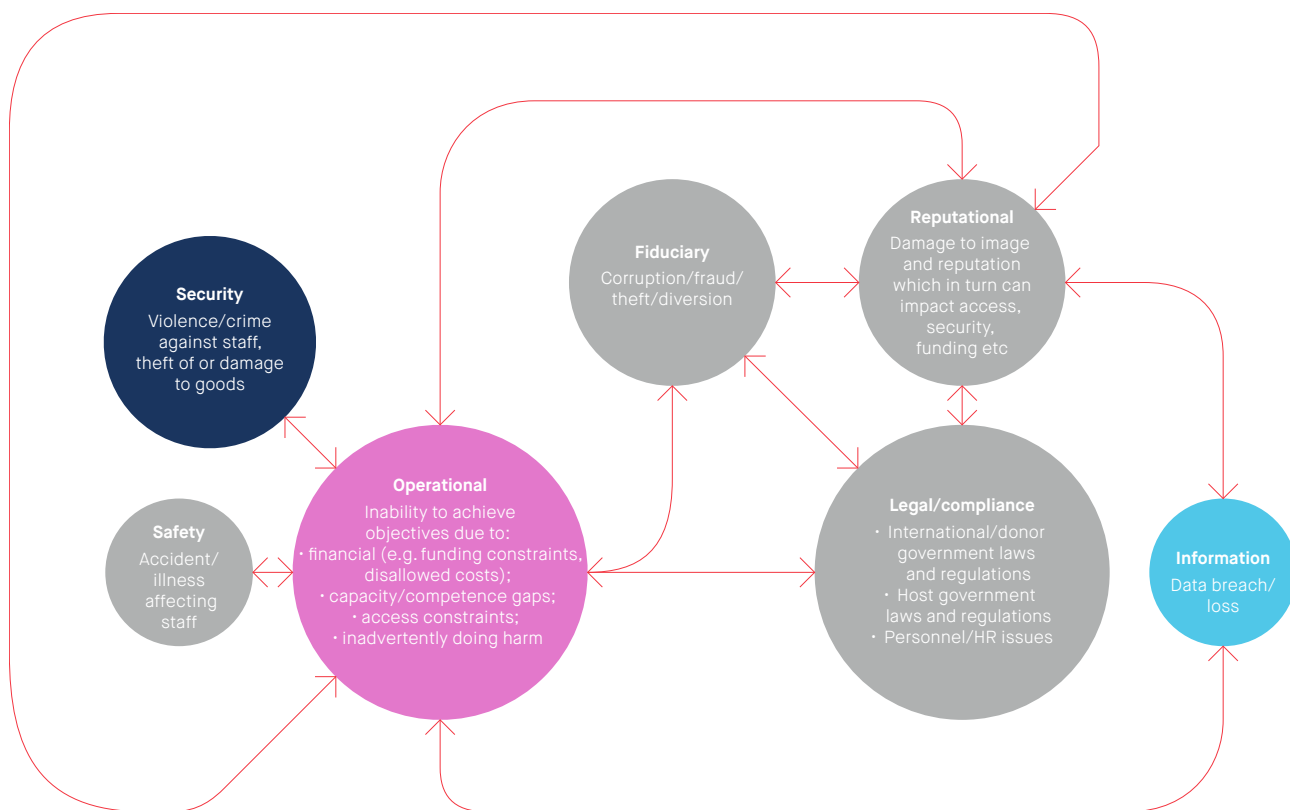 Security
Violence/crime
against staff,
theft of or damage
to goods
Safety
Accident/
illness
affecting
staff
Operational
Inability to achieve
objectives due to:
· financial (e.g. funding constraints,
disallowed costs);
· capacity/competence gaps;
· access constraints;
· inadvertently doing harm
Fiduciary
Corruption/fraud/
theft/diversion
Reputational
Damage to image
and reputation
which in turn can
impact access,
security,
funding etc
Legal/compliance
· International/donor
government laws
and regulations
· Host government
laws and regulations
· Personnel/HR issues
Information
Data breach/
loss